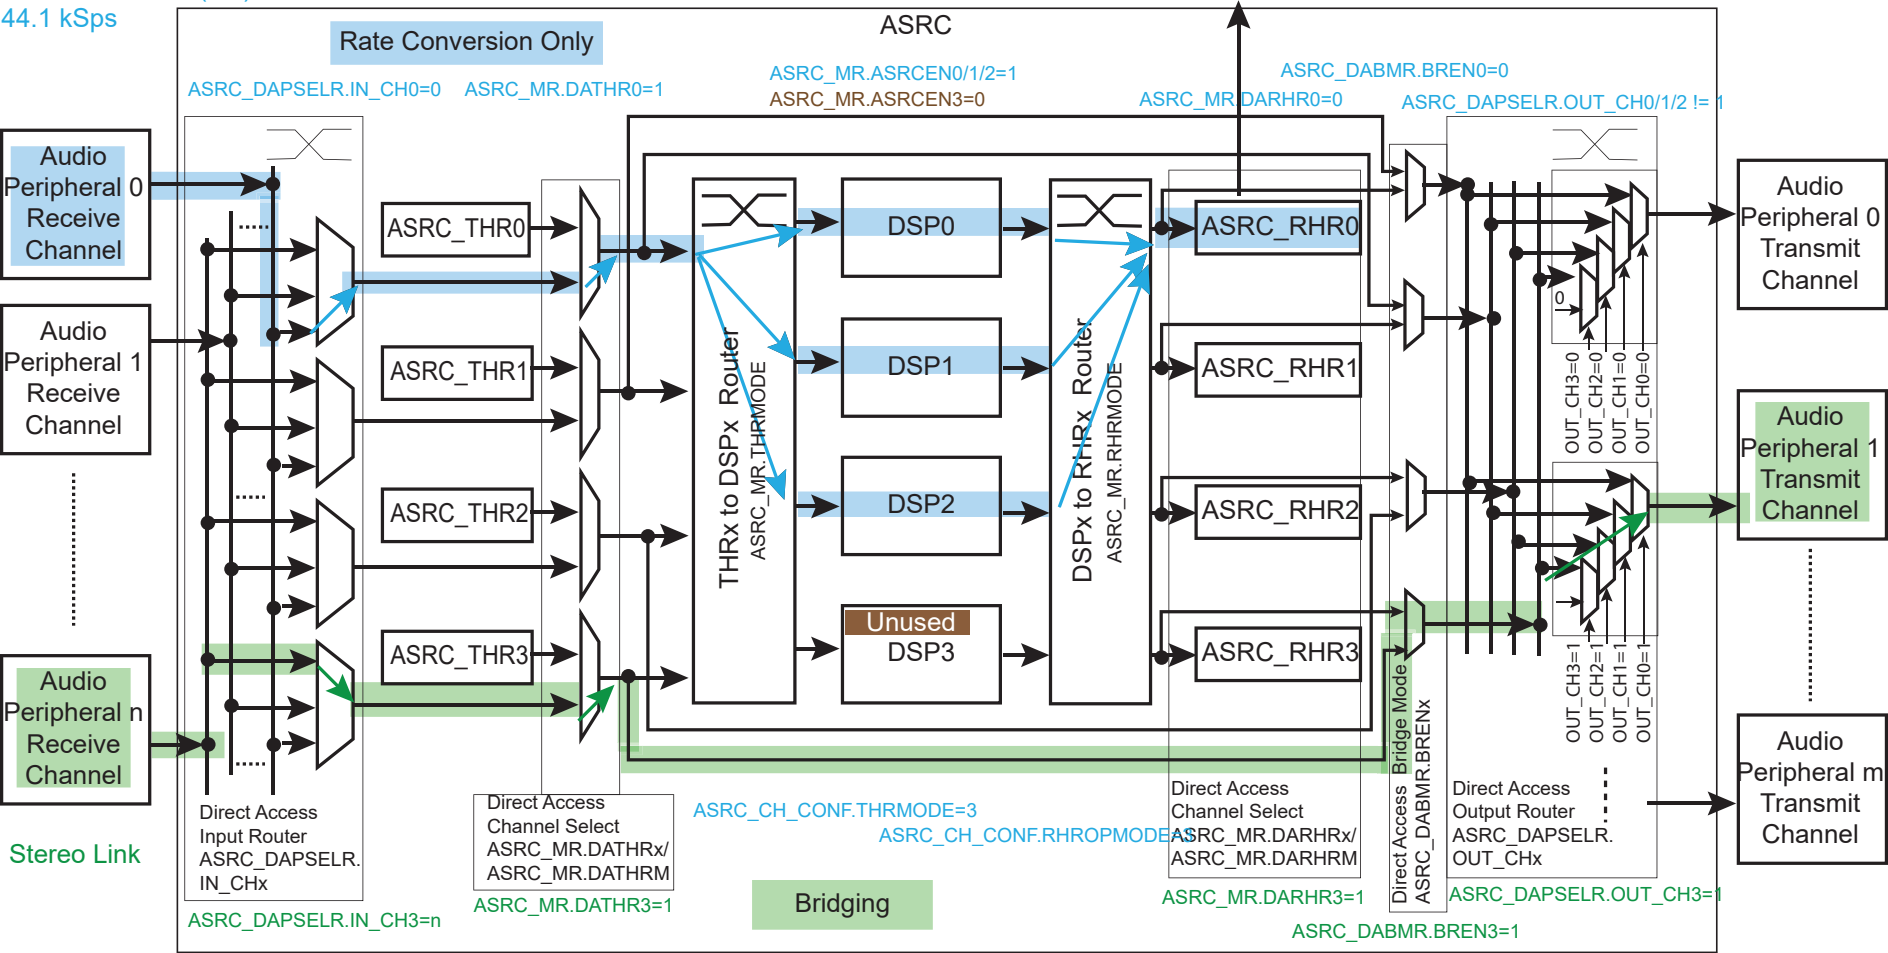 44.1 kSps
ASRC
Rate Conversion Only
ASRC_DAPSELR.IN_CH0=0
ASRC_MR.DATHR0=1
ASRC_MR.ASRCEN0/1/2=1
ASRC_MR.ASRCEN3=0
ASRC_DABMR.BREN0=0
ASRC_MR.DARHR0=0
ASRC_DAPSELR.OUT_CH0/1/2 != 1
Audio
Peripheral 0
Receive
Channel
Audio
Peripheral 1
Receive
Channel
Audio
Peripheral n
Receive
Channel
Stereo Link
ASRC_THR0
ASRC_THR1
ASRC_THR2
ASRC_THR3
THRx to DSPx Router
ASRC_MR.THRMODE
DSP0
DSP1
DSP2
Unused
DSP3
DSPx to RHRx Router
ASRC_MR.RHRMODE
ASRC_RHR0
ASRC_RHR1
ASRC_RHR2
ASRC_RHR3
0
OUT_CH3=0
OUT_CH2=0
OUT_CH1=0
OUT_CH0=0
OUT_CH3=1
OUT_CH2=1
OUT_CH1=1
OUT_CH0=1
Audio
Peripheral 0
Transmit
Channel
Audio
Peripheral 1
Transmit
Channel
Audio
Peripheral m
Transmit
Channel
Direct Access
Input Router
ASRC_DAPSELR.
IN_CHx
ASRC_DAPSELR.IN_CH3=n
Direct Access
Channel Select
ASRC_MR.DATHRx/
ASRC_MR.DATHRM
ASRC_MR.DATHR3=1
ASRC_CH_CONF.THRMODE=3
ASRC_CH_CONF.RHROPMODE=3
Bridging
Direct Access
Channel Select
ASRC_MR.DARHRx/
ASRC_MR.DARHRM
ASRC_MR.DARHR3=1
Direct Access Bridge Mode
ASRC_DABMR.BRENx
ASRC_DABMR.BREN3=1
Direct Access
Output Router
ASRC_DAPSELR.
OUT_CHx
ASRC_DAPSELR.OUT_CH3=1